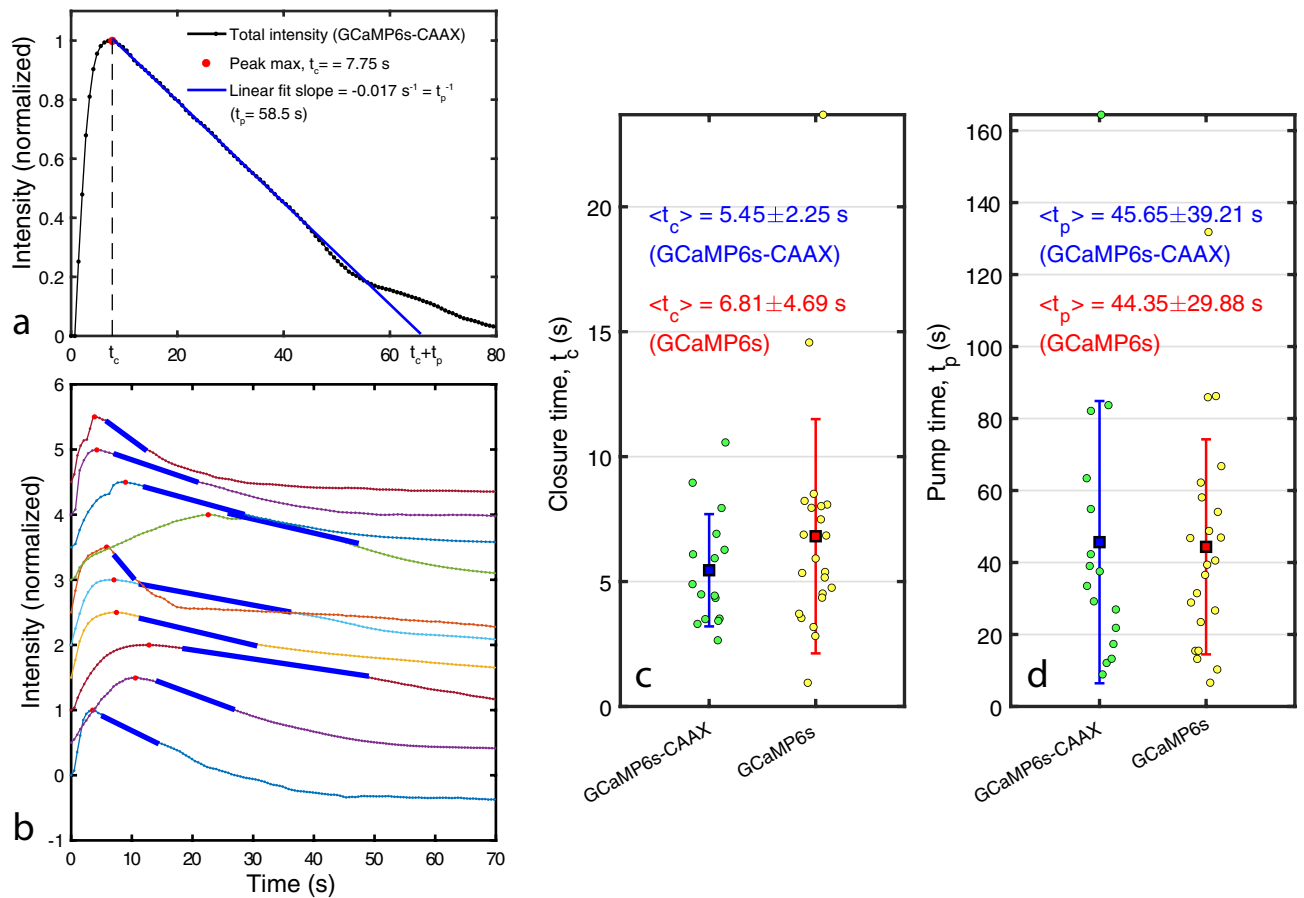 Intensity (normalized)
1
0.8
0.6
0.4
0.2
0
Total intensity (GCaMP6s-CAAX)
Peak max, t_c= = 7.75 s
Linear fit slope = -0.017 s⁻¹ = t_p⁻¹
(t_p= 58.5 s)
a
0 t_c 20 40 60 t_c+t_p 80
Intensity (normalized)
6
5
4
3
2
1
0
-1
b
0 10 20 30 40 50 60 70
Time (s)
Closure time, t_c (s)
20
15
10
5
0
<t_c> = 5.45±2.25 s
(GCaMP6s-CAAX)
<t_c> = 6.81±4.69 s
(GCaMP6s)
c
GCaMP6s-CAAX
GCaMP6s
Pump time, t_p (s)
160
140
120
100
80
60
40
20
0
<t_p> = 45.65±39.21 s
(GCaMP6s-CAAX)
<t_p> = 44.35±29.88 s
(GCaMP6s)
d
GCaMP6s-CAAX
GCaMP6s